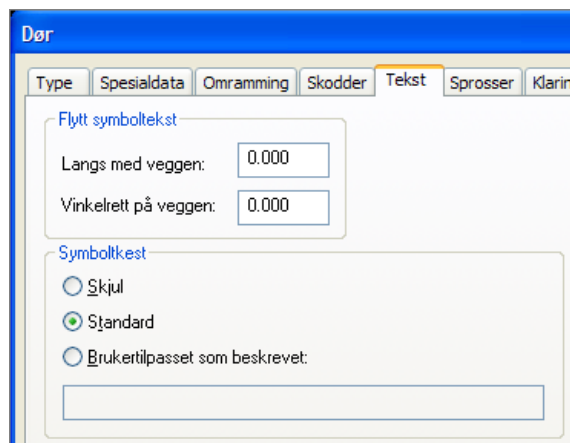 Dør
Type Spesialdata Omramming Skodder Tekst Sprosser Klarin
Flytt symboltekst
Langs med veggen: 0.000
Vinkelrett på veggen: 0.000
Symboltkest
Skjul
Standard
Brukertilpasset som beskrevet: